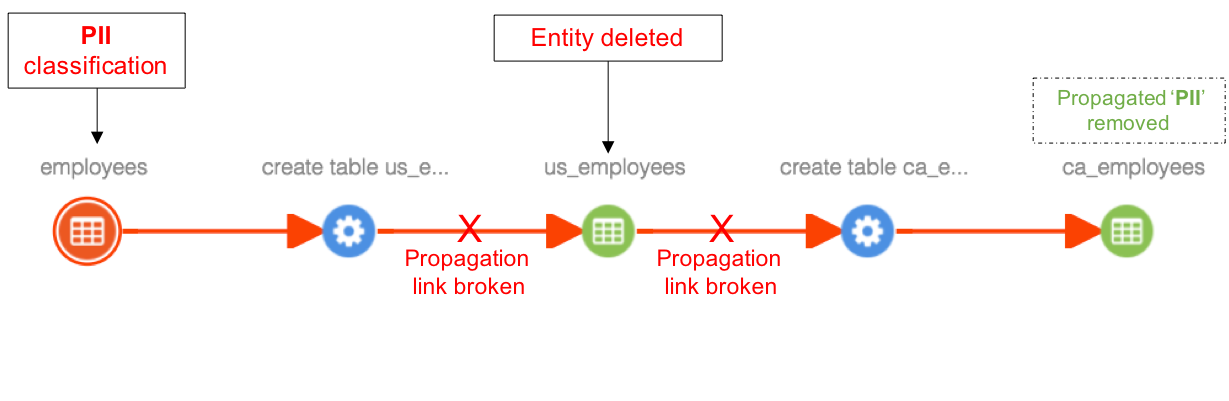 PII
classification
Entity deleted
Propagated ‘PII’
removed
employees
create table us_e...
us_employees
create table ca_e...
ca_employees
X
X
Propagation
link broken
Propagation
link broken